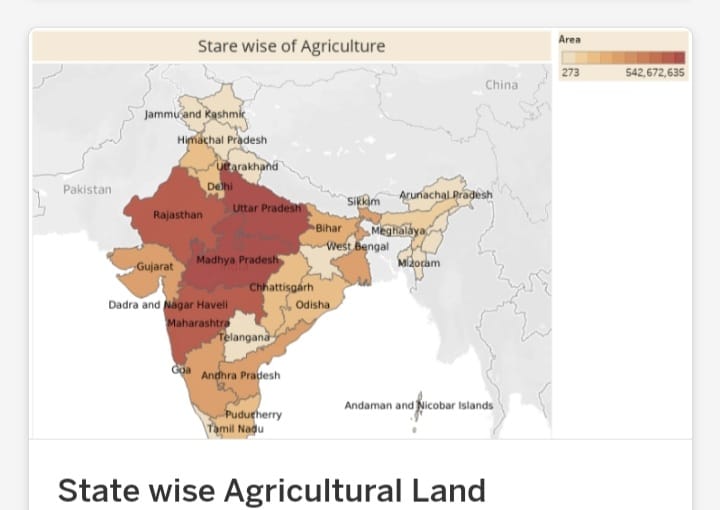 Stare wise of Agriculture
Area
273 542,672,635
China
Jammu and Kashmir
Himachal Pradesh
Uttarakhand
Pakistan
Delhi
Sikkim
Arunachal Pradesh
Rajasthan
Uttar Pradesh
Bihar
Meghalaya
West Bengal
Gujarat
Madhya Pradesh
Mizoram
Chhattisgarh
Dadra and Nagar Haveli
Odisha
Maharashtra
Telangana
Goa
Andhra Pradesh
Andaman and Nicobar Islands
Puducherry
Tamil Nadu
State wise Agricultural Land